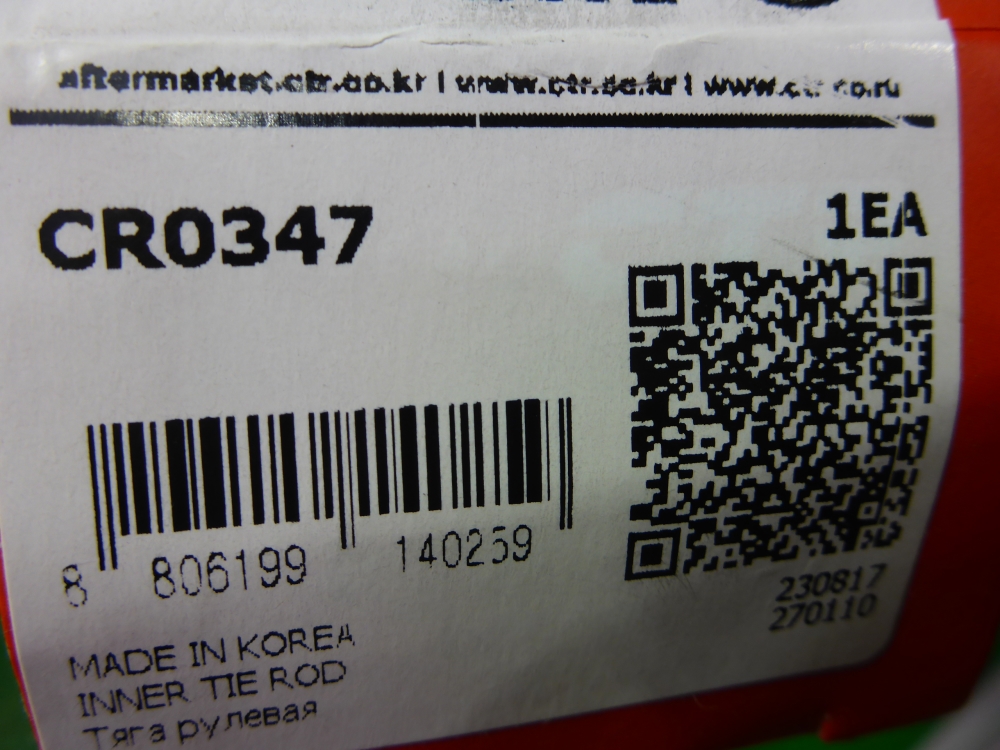 aftermarket.ctr.co.kr | www.ctr.co.kr | www.ctr.co.ru
CR0347
1EA
8 806199 140259
230817
270110
MADE IN KOREA
INNER TIE ROD
Тяга рулевая